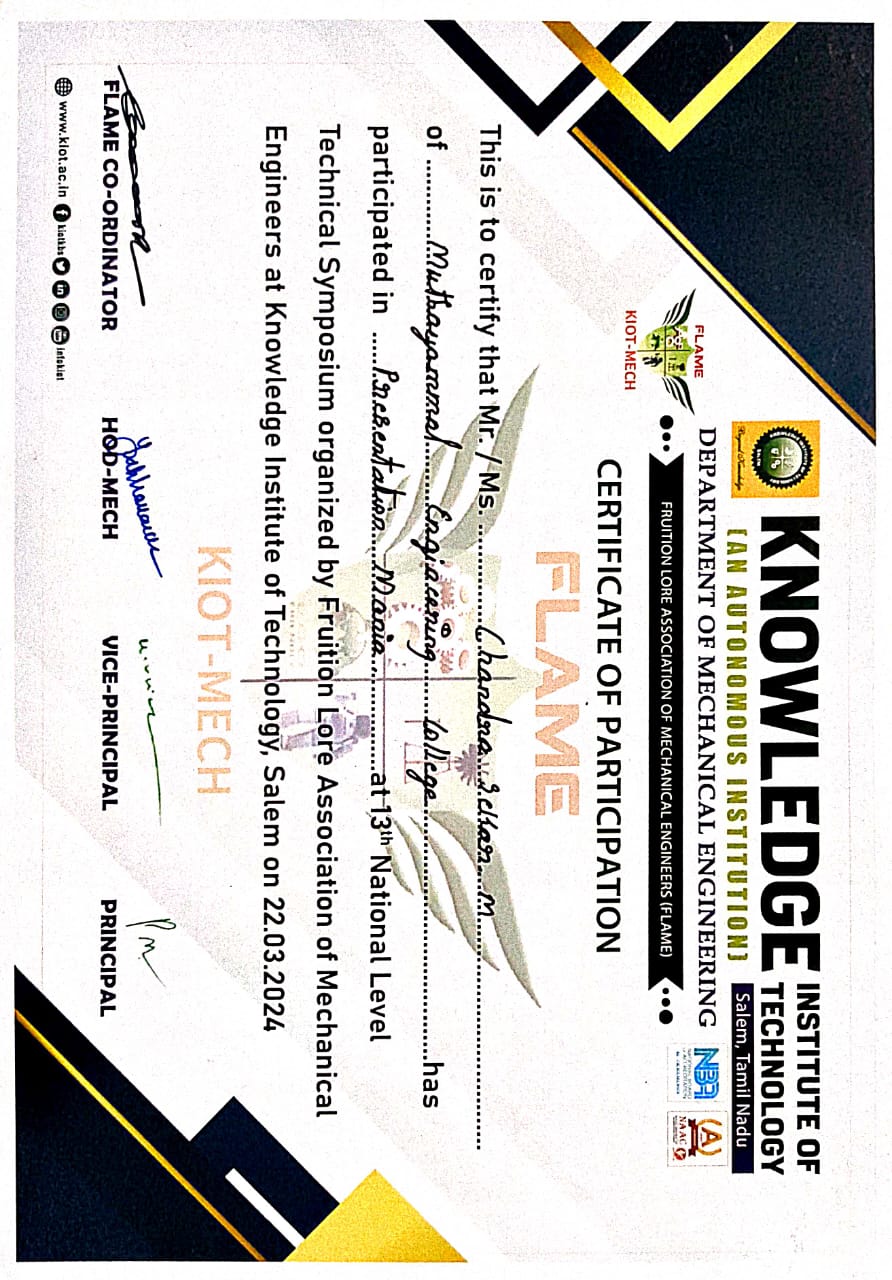 KNOWLEDGE INSTITUTE OF TECHNOLOGY
Salem, Tamil Nadu
[AN AUTONOMOUS INSTITUTION]
Beyond Knowledge
DEPARTMENT OF MECHANICAL ENGINEERING
NBA
NAAC
FLAME
KIOT-MECH
FRUITION LORE ASSOCIATION OF MECHANICAL ENGINEERS (FLAME)
CERTIFICATE OF PARTICIPATION
FLAME
This is to certify that Mr. / Ms. Chandra Sekar M
of Muthayammal Engineering College has
participated in Presentation Mania at 13th National Level
Technical Symposium organized by Fruition Lore Association of Mechanical
Engineers at Knowledge Institute of Technology, Salem on 22.03.2024
KIOT-MECH
FLAME CO-ORDINATOR
HOD-MECH
VICE-PRINCIPAL
PRINCIPAL
www.kiot.ac.in kiotkbs infokiot